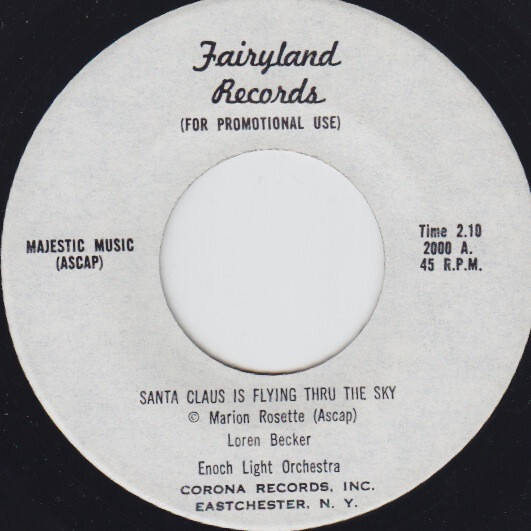 Fairyland
Records
(FOR PROMOTIONAL USE)
MAJESTIC MUSIC
(ASCAP)
Time 2.10
2000 A.
45 R.P.M.
SANTA CLAUS IS FLYING THRU THE SKY
© Marion Rosette (Ascap)
Loren Becker
Enoch Light Orchestra
CORONA RECORDS, INC.
EASTCHESTER, N. Y.